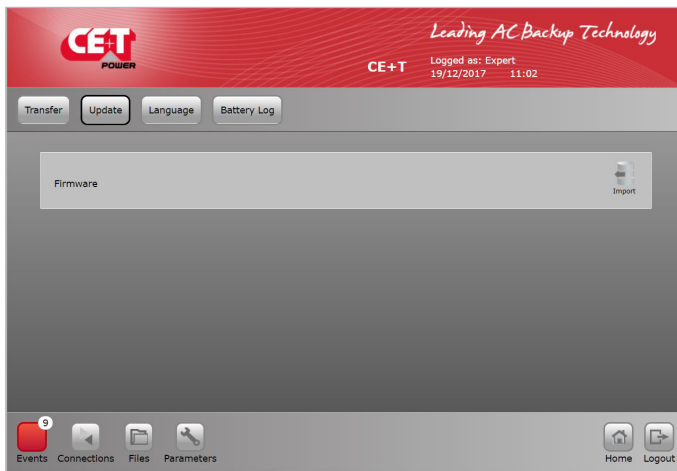 CE+T
POWER
Leading AC Backup Technology
CE+T
Logged as: Expert
19/12/2017 11:02
Transfer
Update
Language
Battery Log
Firmware
Import
9
Events
Connections
Files
Parameters
Home
Logout